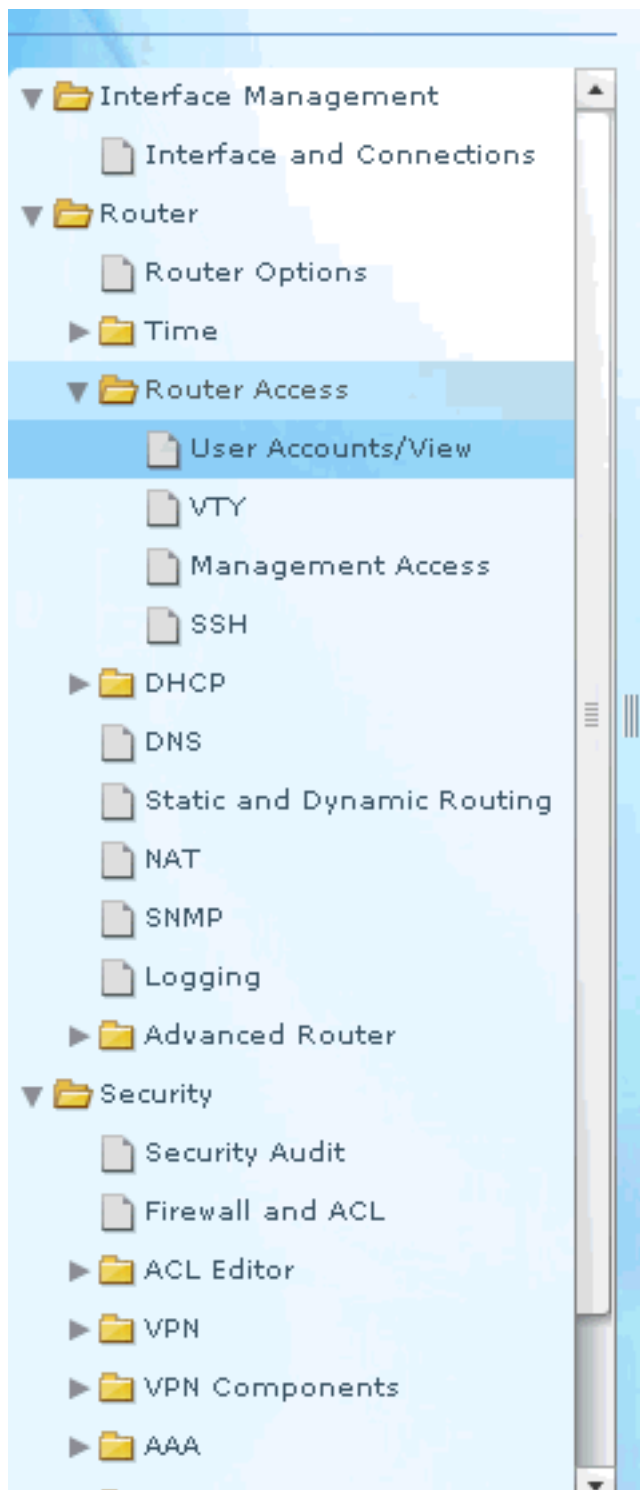 Interface Management
Interface and Connections
Router
Router Options
Time
Router Access
User Accounts/View
VTY
Management Access
SSH
DHCP
DNS
Static and Dynamic Routing
NAT
SNMP
Logging
Advanced Router
Security
Security Audit
Firewall and ACL
ACL Editor
VPN
VPN Components
AAA